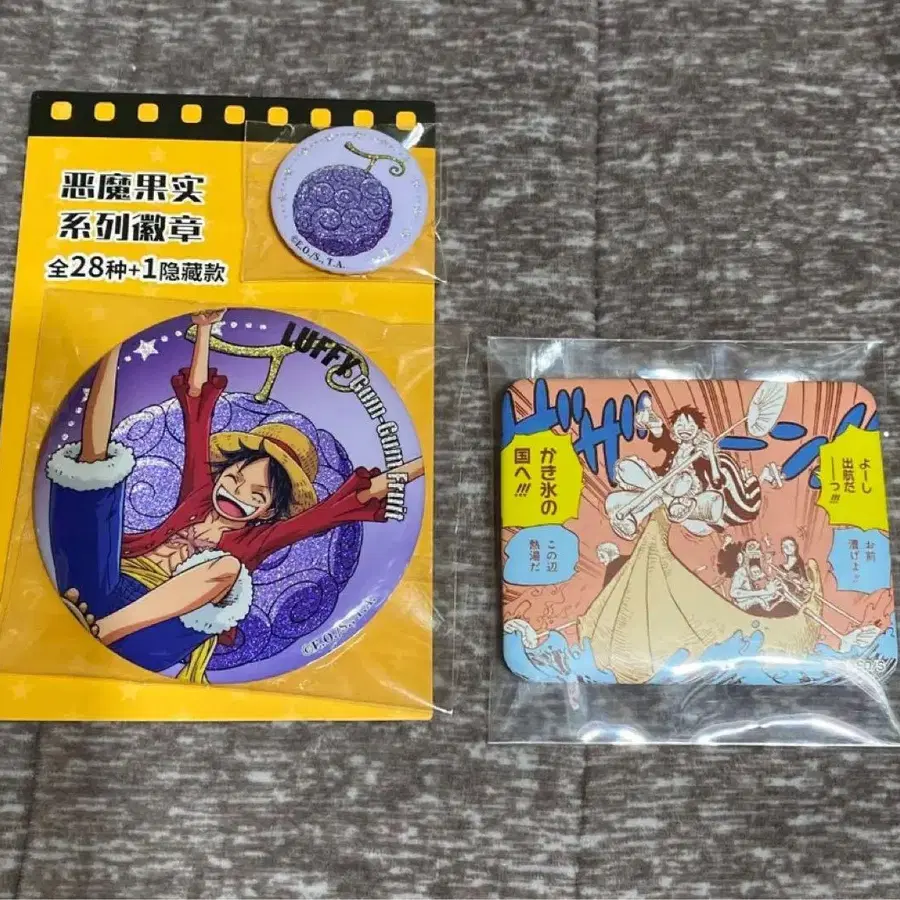 恶魔果实
系列徽章
全28种+1隐藏款
©E.O./S., T.A.
LUFFY
Gum-Gum Fruit
©E.O./S., T.A.
よーし
出航だ
ーーっ!!!
お前
漕げよ!!
かき氷の
国へ!!!
この辺
熱湯だ